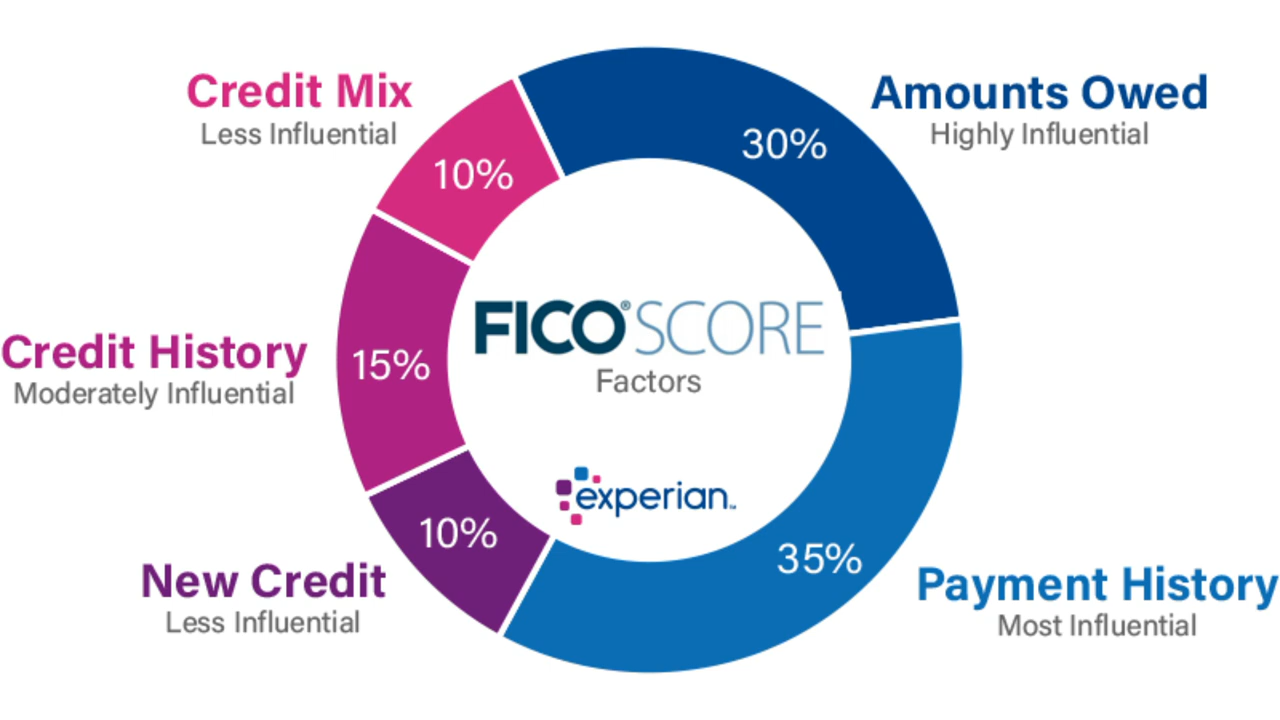 Credit Mix
Less Influential
10%
Amounts Owed
Highly Influential
30%
Credit History
Moderately Influential
15%
FICO® SCORE
Factors
experian™
New Credit
Less Influential
10%
35%
Payment History
Most Influential